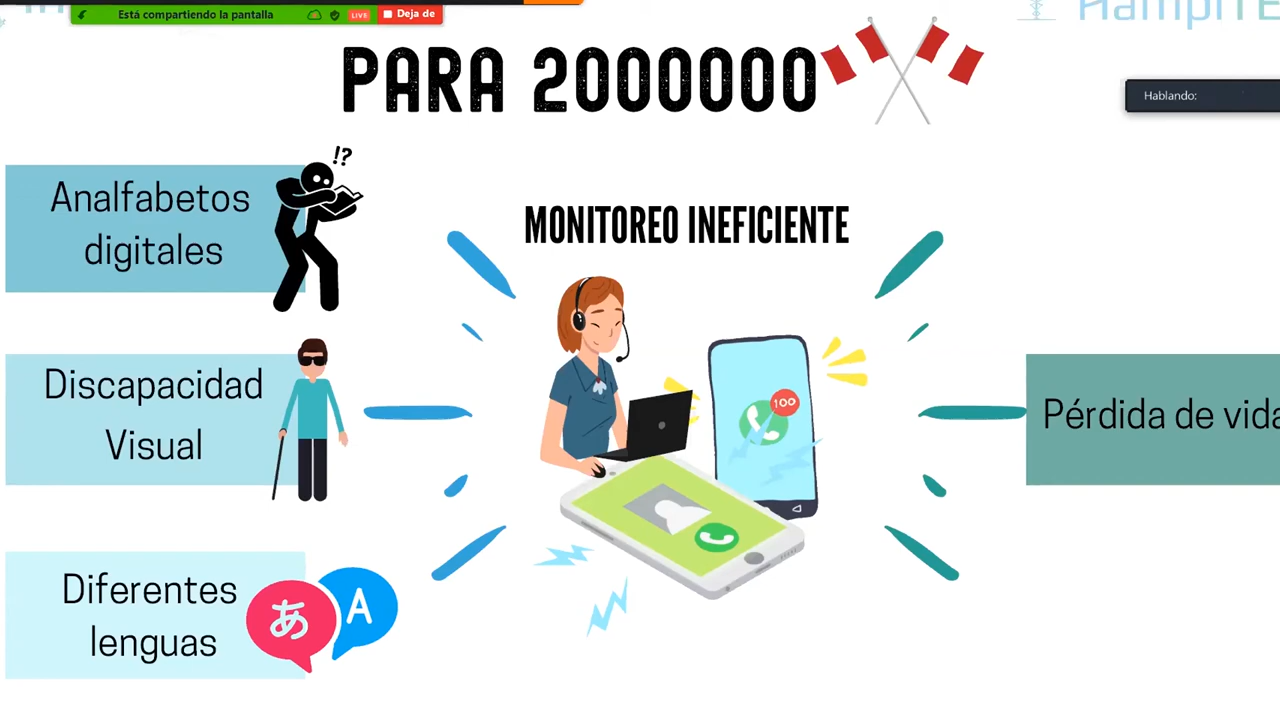 Está compartiendo la pantalla
LIVE
Deja de
HampiTE
PARA 2000000
Hablando:
!?
Analfabetos
digitales
MONITOREO INEFICIENTE
Discapacidad
Visual
100
Pérdida de vida
Diferentes
lenguas
あ
A